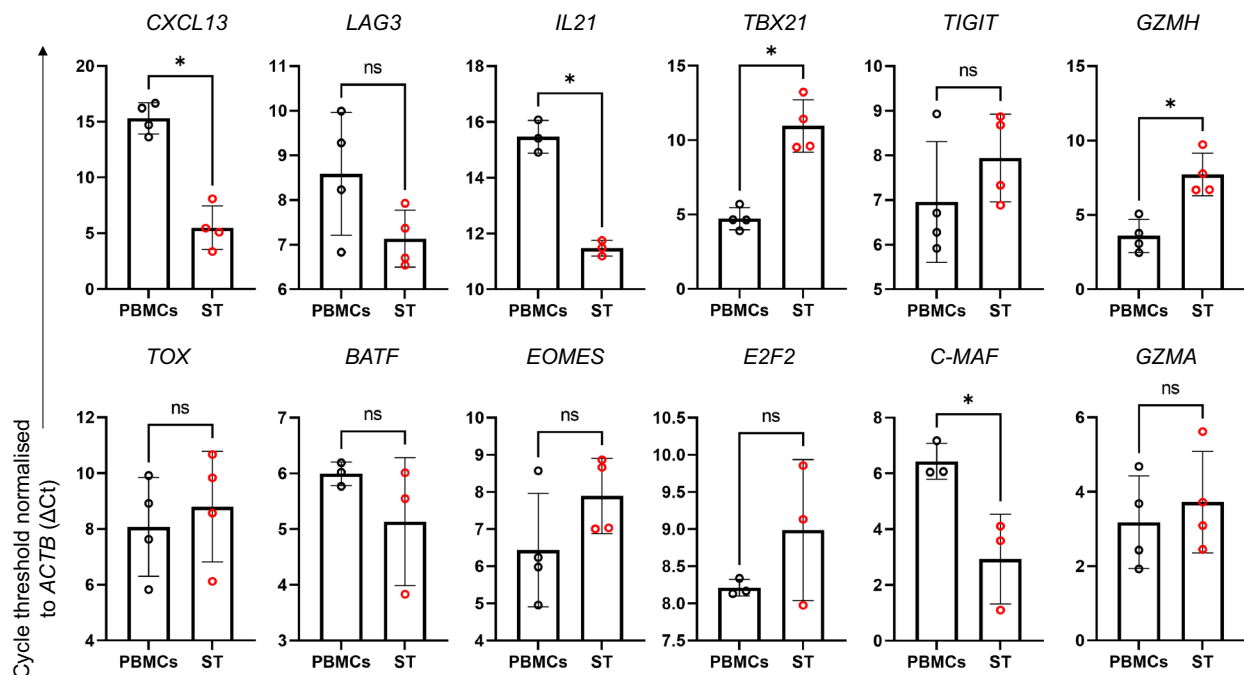 CXCL13 LAG3 IL21 TBX21 TIGIT GZMH
* ns * * ns *
20 15 10 5 0
10 9 8 7 6
18 16 14 12 10
15 10 5 0
9 8 7 6 5
15 10 5 0
PBMCs ST PBMCs ST PBMCs ST PBMCs ST PBMCs ST PBMCs ST
TOX BATF EOMES E2F2 C-MAF GZMA
ns ns ns ns * ns
12 10 8 6 4
7 6 5 4 3
10 9 8 7 6 5 4
10.5 10.0 9.5 9.0 8.5 8.0 7.5
8 6 4 2 0
6 4 2 0
PBMCs ST PBMCs ST PBMCs ST PBMCs ST PBMCs ST PBMCs ST
Cycle threshold normalised
to ACTB (ΔCt)